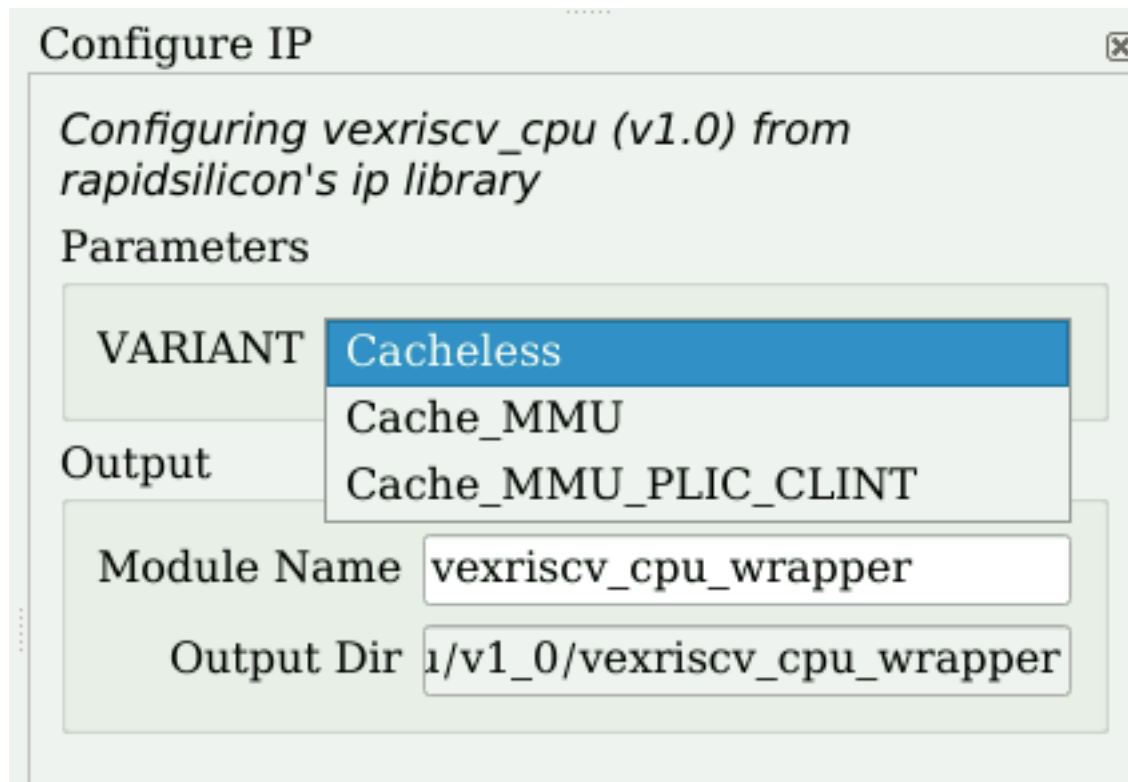 Configure IP
Configuring vexriscv_cpu (v1.0) from
rapidsilicon's ip library
Parameters
VARIANT Cacheless
Cache_MMU
Cache_MMU_PLIC_CLINT
Output
Module Name vexriscv_cpu_wrapper
Output Dir /v1_0/vexriscv_cpu_wrapper